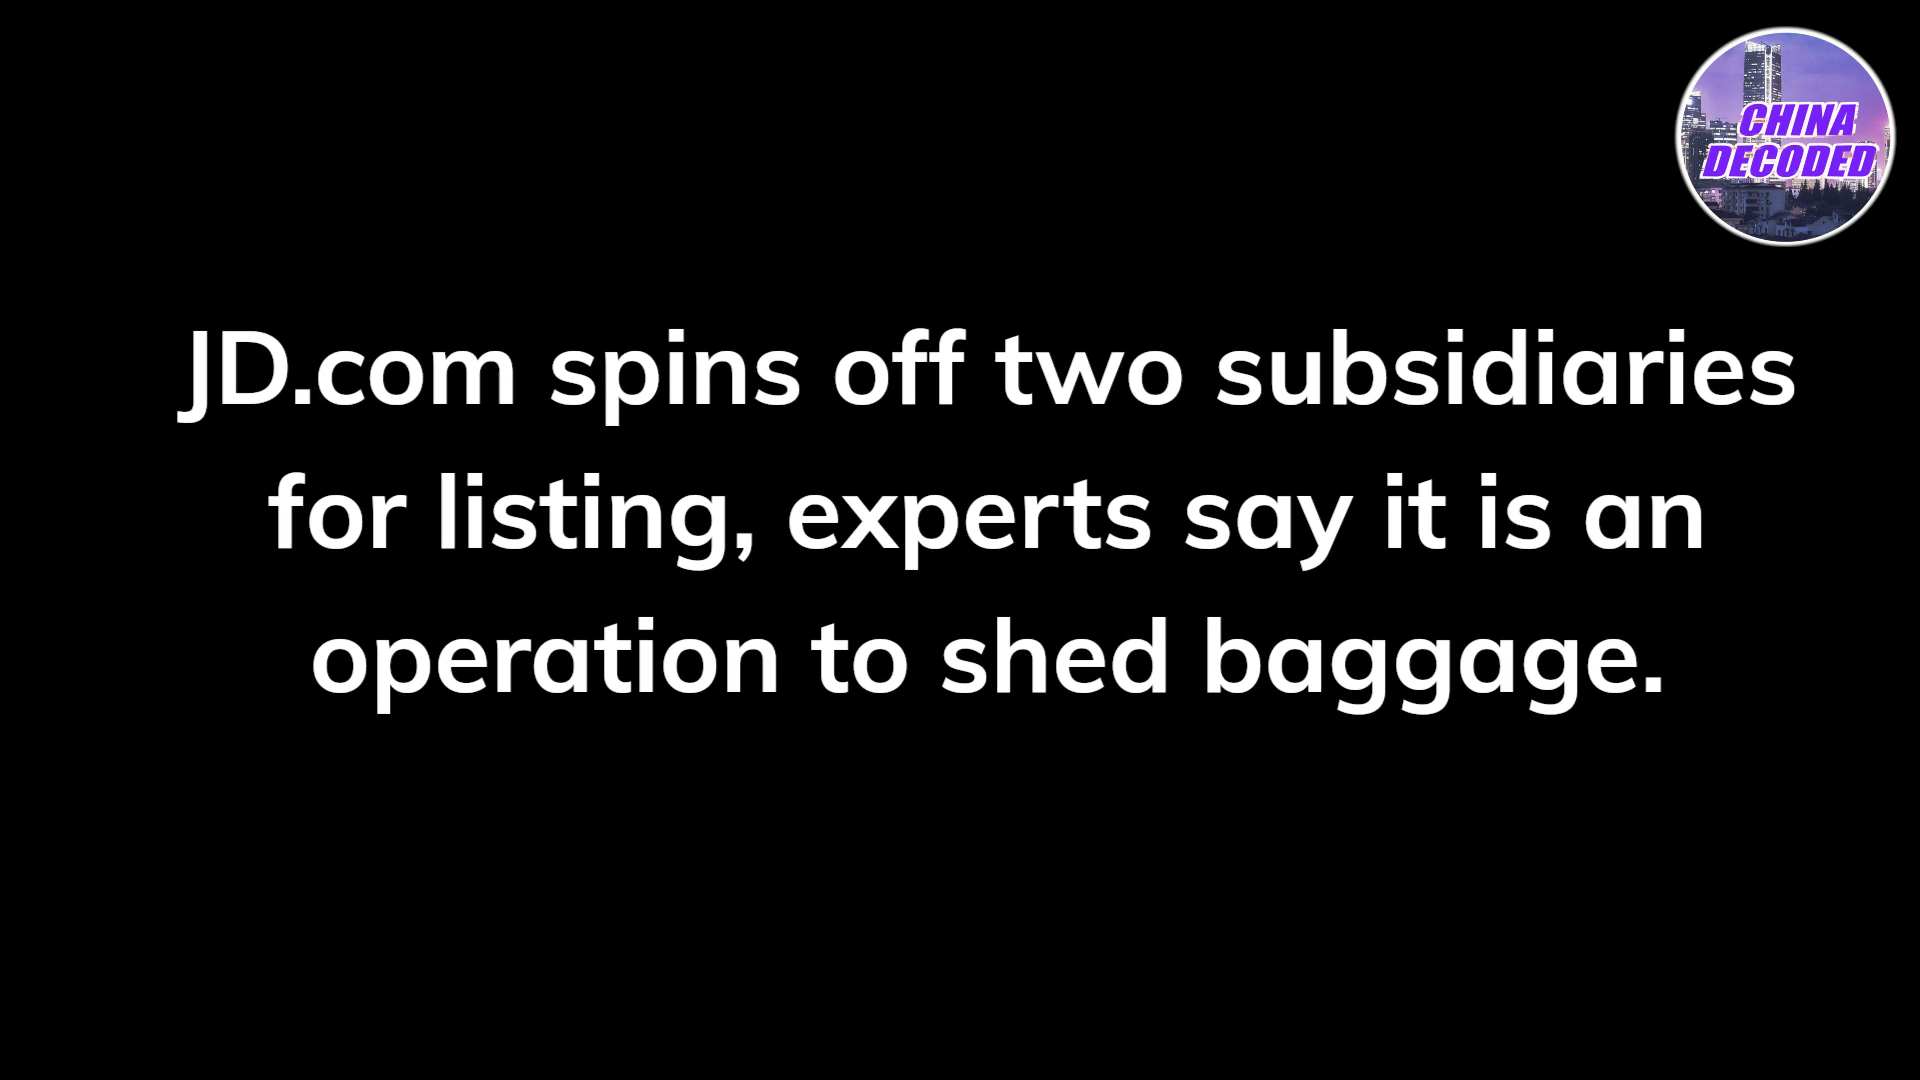 CHINA
DECODED
JD.com spins off two subsidiaries
for listing, experts say it is an
operation to shed baggage.